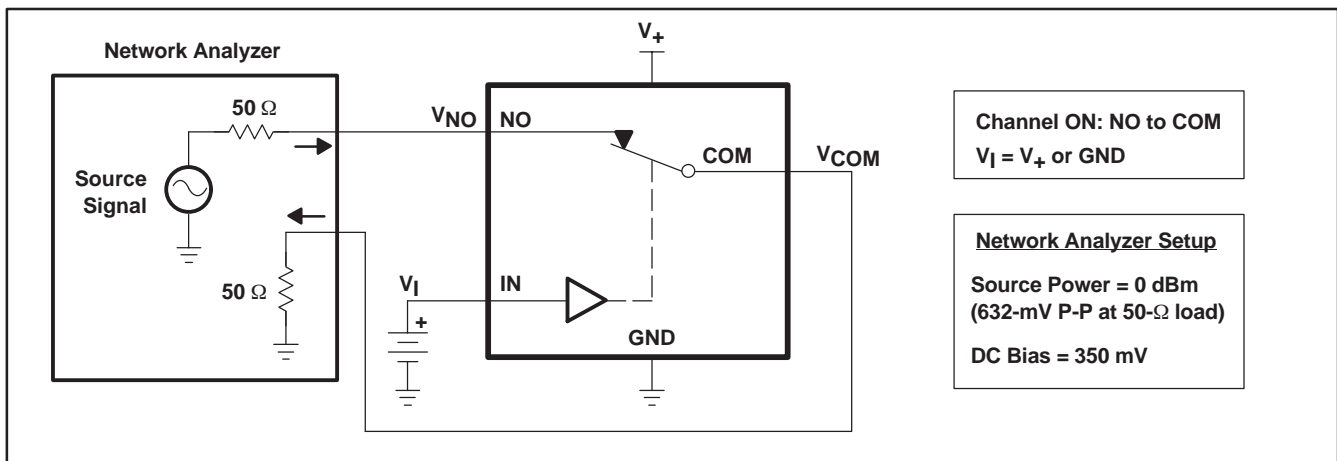 Network Analyzer
50 Ω
Source
Signal
50 Ω
V+
VNO
NO
COM
VCOM
VI
IN
+
GND
Channel ON: NO to COM
VI = V+ or GND
Network Analyzer Setup
Source Power = 0 dBm
(632-mV P-P at 50-Ω load)
DC Bias = 350 mV